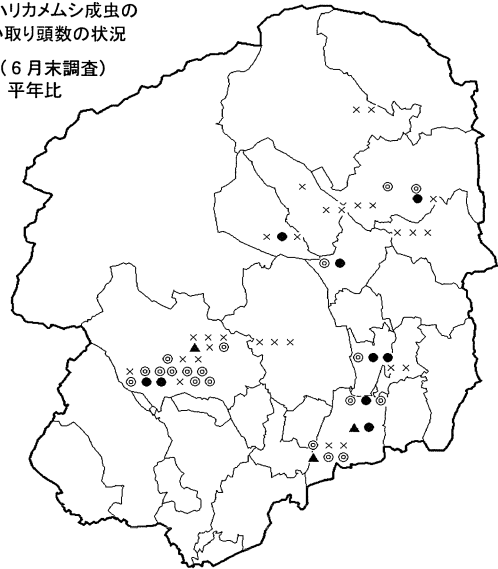 ハリカメムシ成虫の
い取り頭数の状況
(6月末調査)
平年比